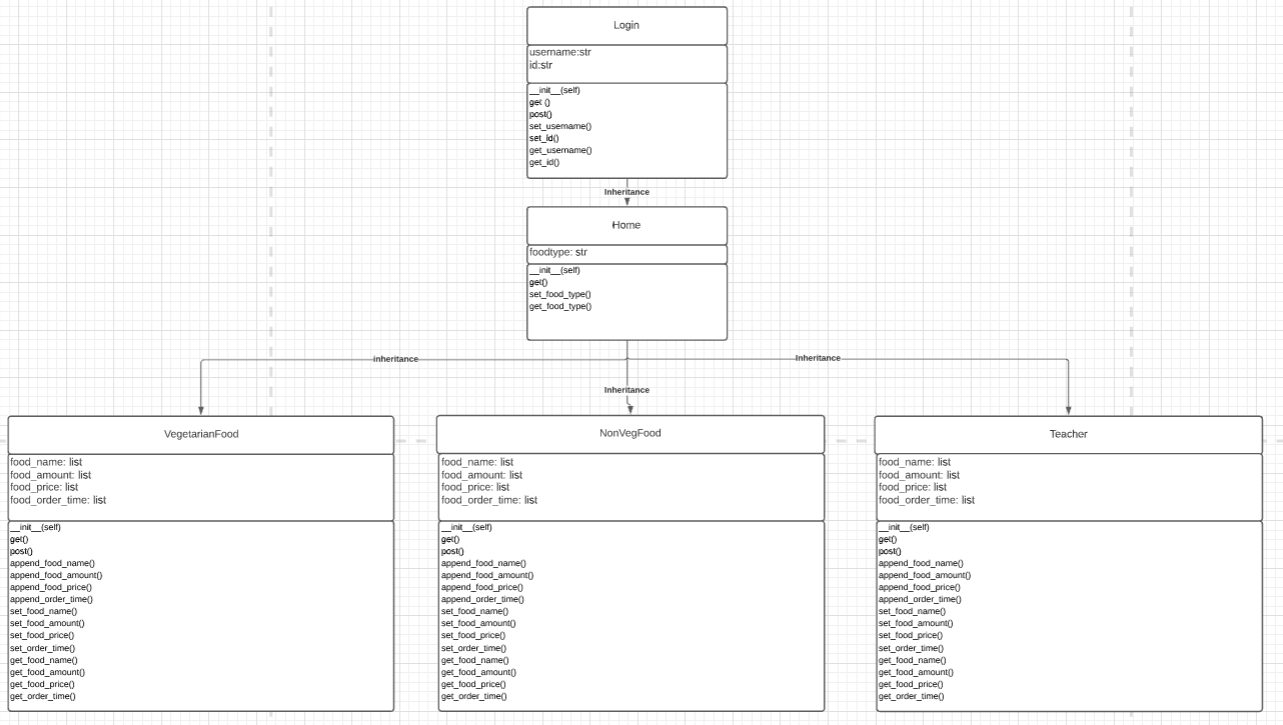 Login
username:str
id:str
__init__(self)
get ()
post()
set_username()
set_id()
get_username()
get_id()
Inheritance
Home
foodtype: str
__init__(self)
get()
set_food_type()
get_food_type()
inheritance
Inheritance
Inheritance
VegetarianFood
food_name: list
food_amount: list
food_price: list
food_order_time: list
__init__(self)
get()
post()
append_food_name()
append_food_amount()
append_food_price()
append_order_time()
set_food_name()
set_food_amount()
set_food_price()
set_order_time()
get_food_name()
get_food_amount()
get_food_price()
get_order_time()
NonVegFood
food_name: list
food_amount: list
food_price: list
food_order_time: list
__init__(self)
get()
post()
append_food_name()
append_food_amount()
append_food_price()
append_order_time()
set_food_name()
set_food_amount()
set_food_price()
set_order_time()
get_food_name()
get_food_amount()
get_food_price()
get_order_time()
Teacher
food_name: list
food_amount: list
food_price: list
food_order_time: list
__init__(self)
get()
post()
append_food_name()
append_food_amount()
append_food_price()
append_order_time()
set_food_name()
set_food_amount()
set_food_price()
set_order_time()
get_food_name()
get_food_amount()
get_food_price()
get_order_time()